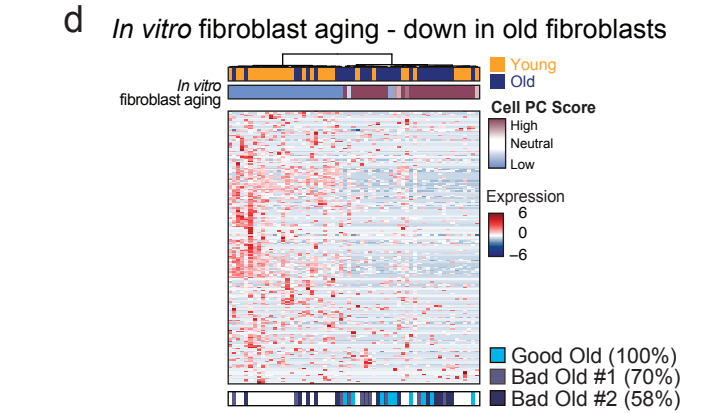 d
In vitro fibroblast aging - down in old fibroblasts
Young
Old
In vitro
fibroblast aging
Cell PC Score
High
Neutral
Low
Expression
6
0
–6
Good Old (100%)
Bad Old #1 (70%)
Bad Old #2 (58%)